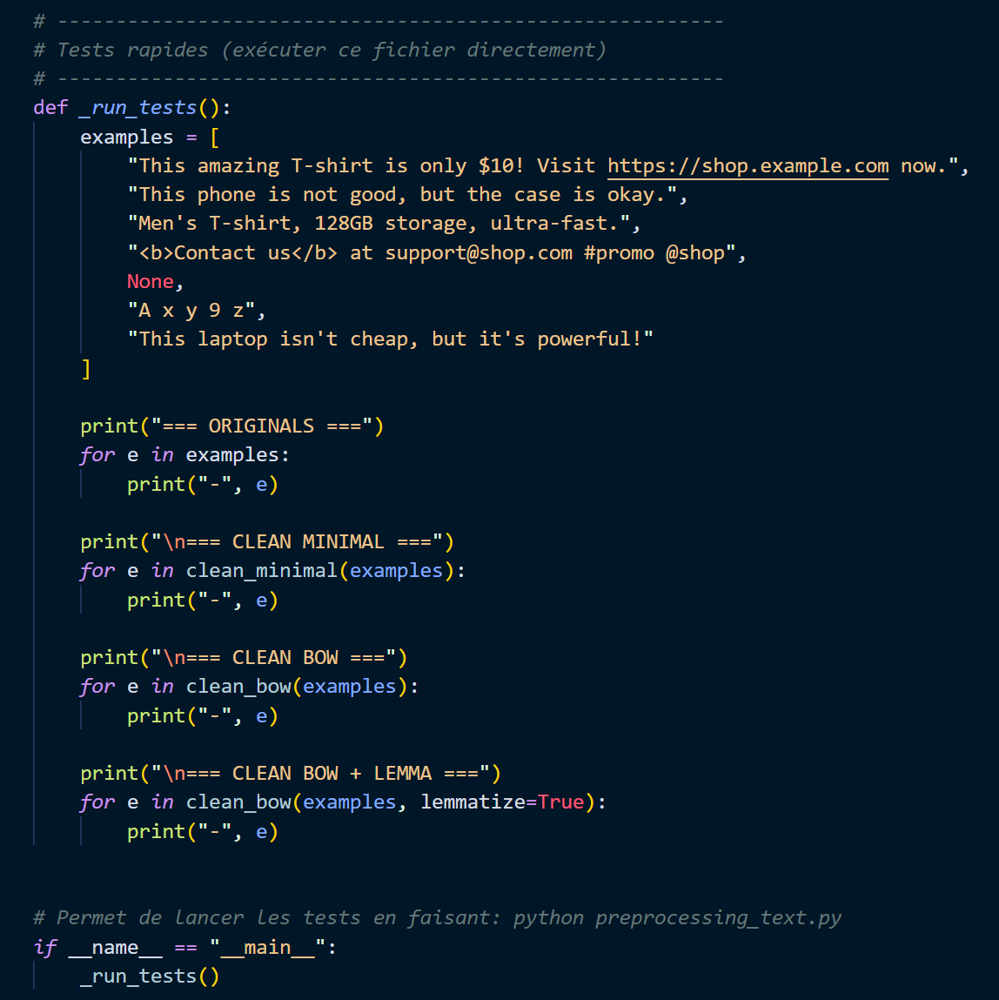 # ---------------------------------------------------------
# Tests rapides (exécuter ce fichier directement)
# ---------------------------------------------------------
def _run_tests():
    examples = [
        "This amazing T-shirt is only $10! Visit https://shop.example.com now.",
        "This phone is not good, but the case is okay.",
        "Men's T-shirt, 128GB storage, ultra-fast.",
        "<b>Contact us</b> at support@shop.com #promo @shop",
        None,
        "A x y 9 z",
        "This laptop isn't cheap, but it's powerful!"
    ]

    print("=== ORIGINALS ===")
    for e in examples:
        print("-", e)

    print("\n=== CLEAN MINIMAL ===")
    for e in clean_minimal(examples):
        print("-", e)

    print("\n=== CLEAN BOW ===")
    for e in clean_bow(examples):
        print("-", e)

    print("\n=== CLEAN BOW + LEMMA ===")
    for e in clean_bow(examples, lemmatize=True):
        print("-", e)


# Permet de lancer les tests en faisant: python preprocessing_text.py
if __name__ == "__main__":
    _run_tests()